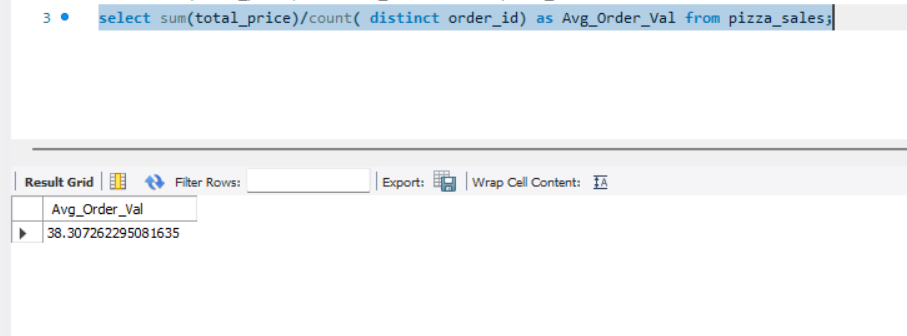 3 select sum(total_price)/count( distinct order_id) as Avg_Order_Val from pizza_sales;
Result Grid Filter Rows: Export: Wrap Cell Content: IA
Avg_Order_Val
38.307262295081635